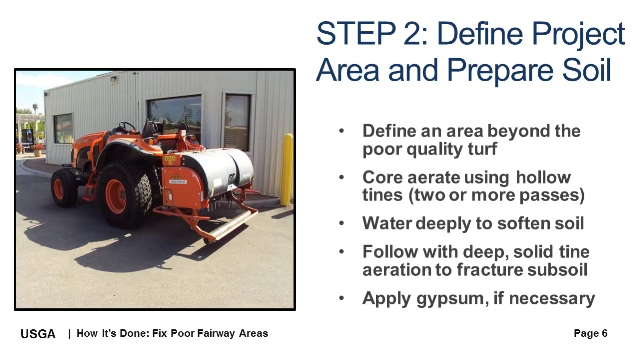 STEP 2: Define Project
Area and Prepare Soil
• Define an area beyond the
poor quality turf
• Core aerate using hollow
tines (two or more passes)
• Water deeply to soften soil
• Follow with deep, solid tine
aeration to fracture subsoil
• Apply gypsum, if necessary
USGA | How It's Done: Fix Poor Fairway Areas
Page 6